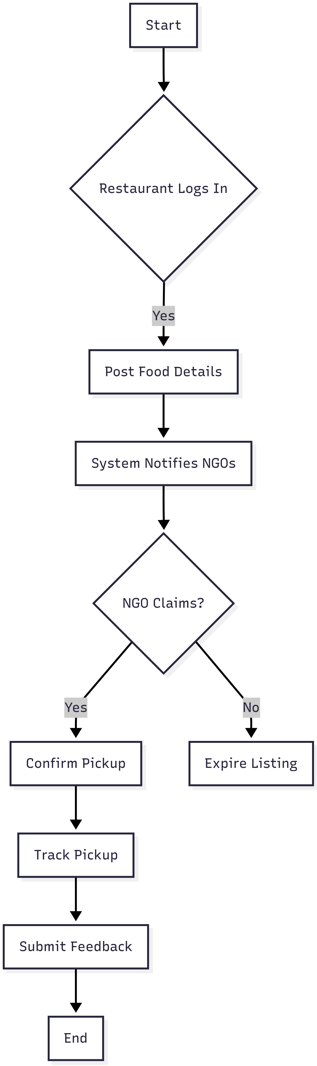 Start
Restaurant Logs In
Yes
Post Food Details
System Notifies NGOs
NGO Claims?
Yes
No
Confirm Pickup
Expire Listing
Track Pickup
Submit Feedback
End